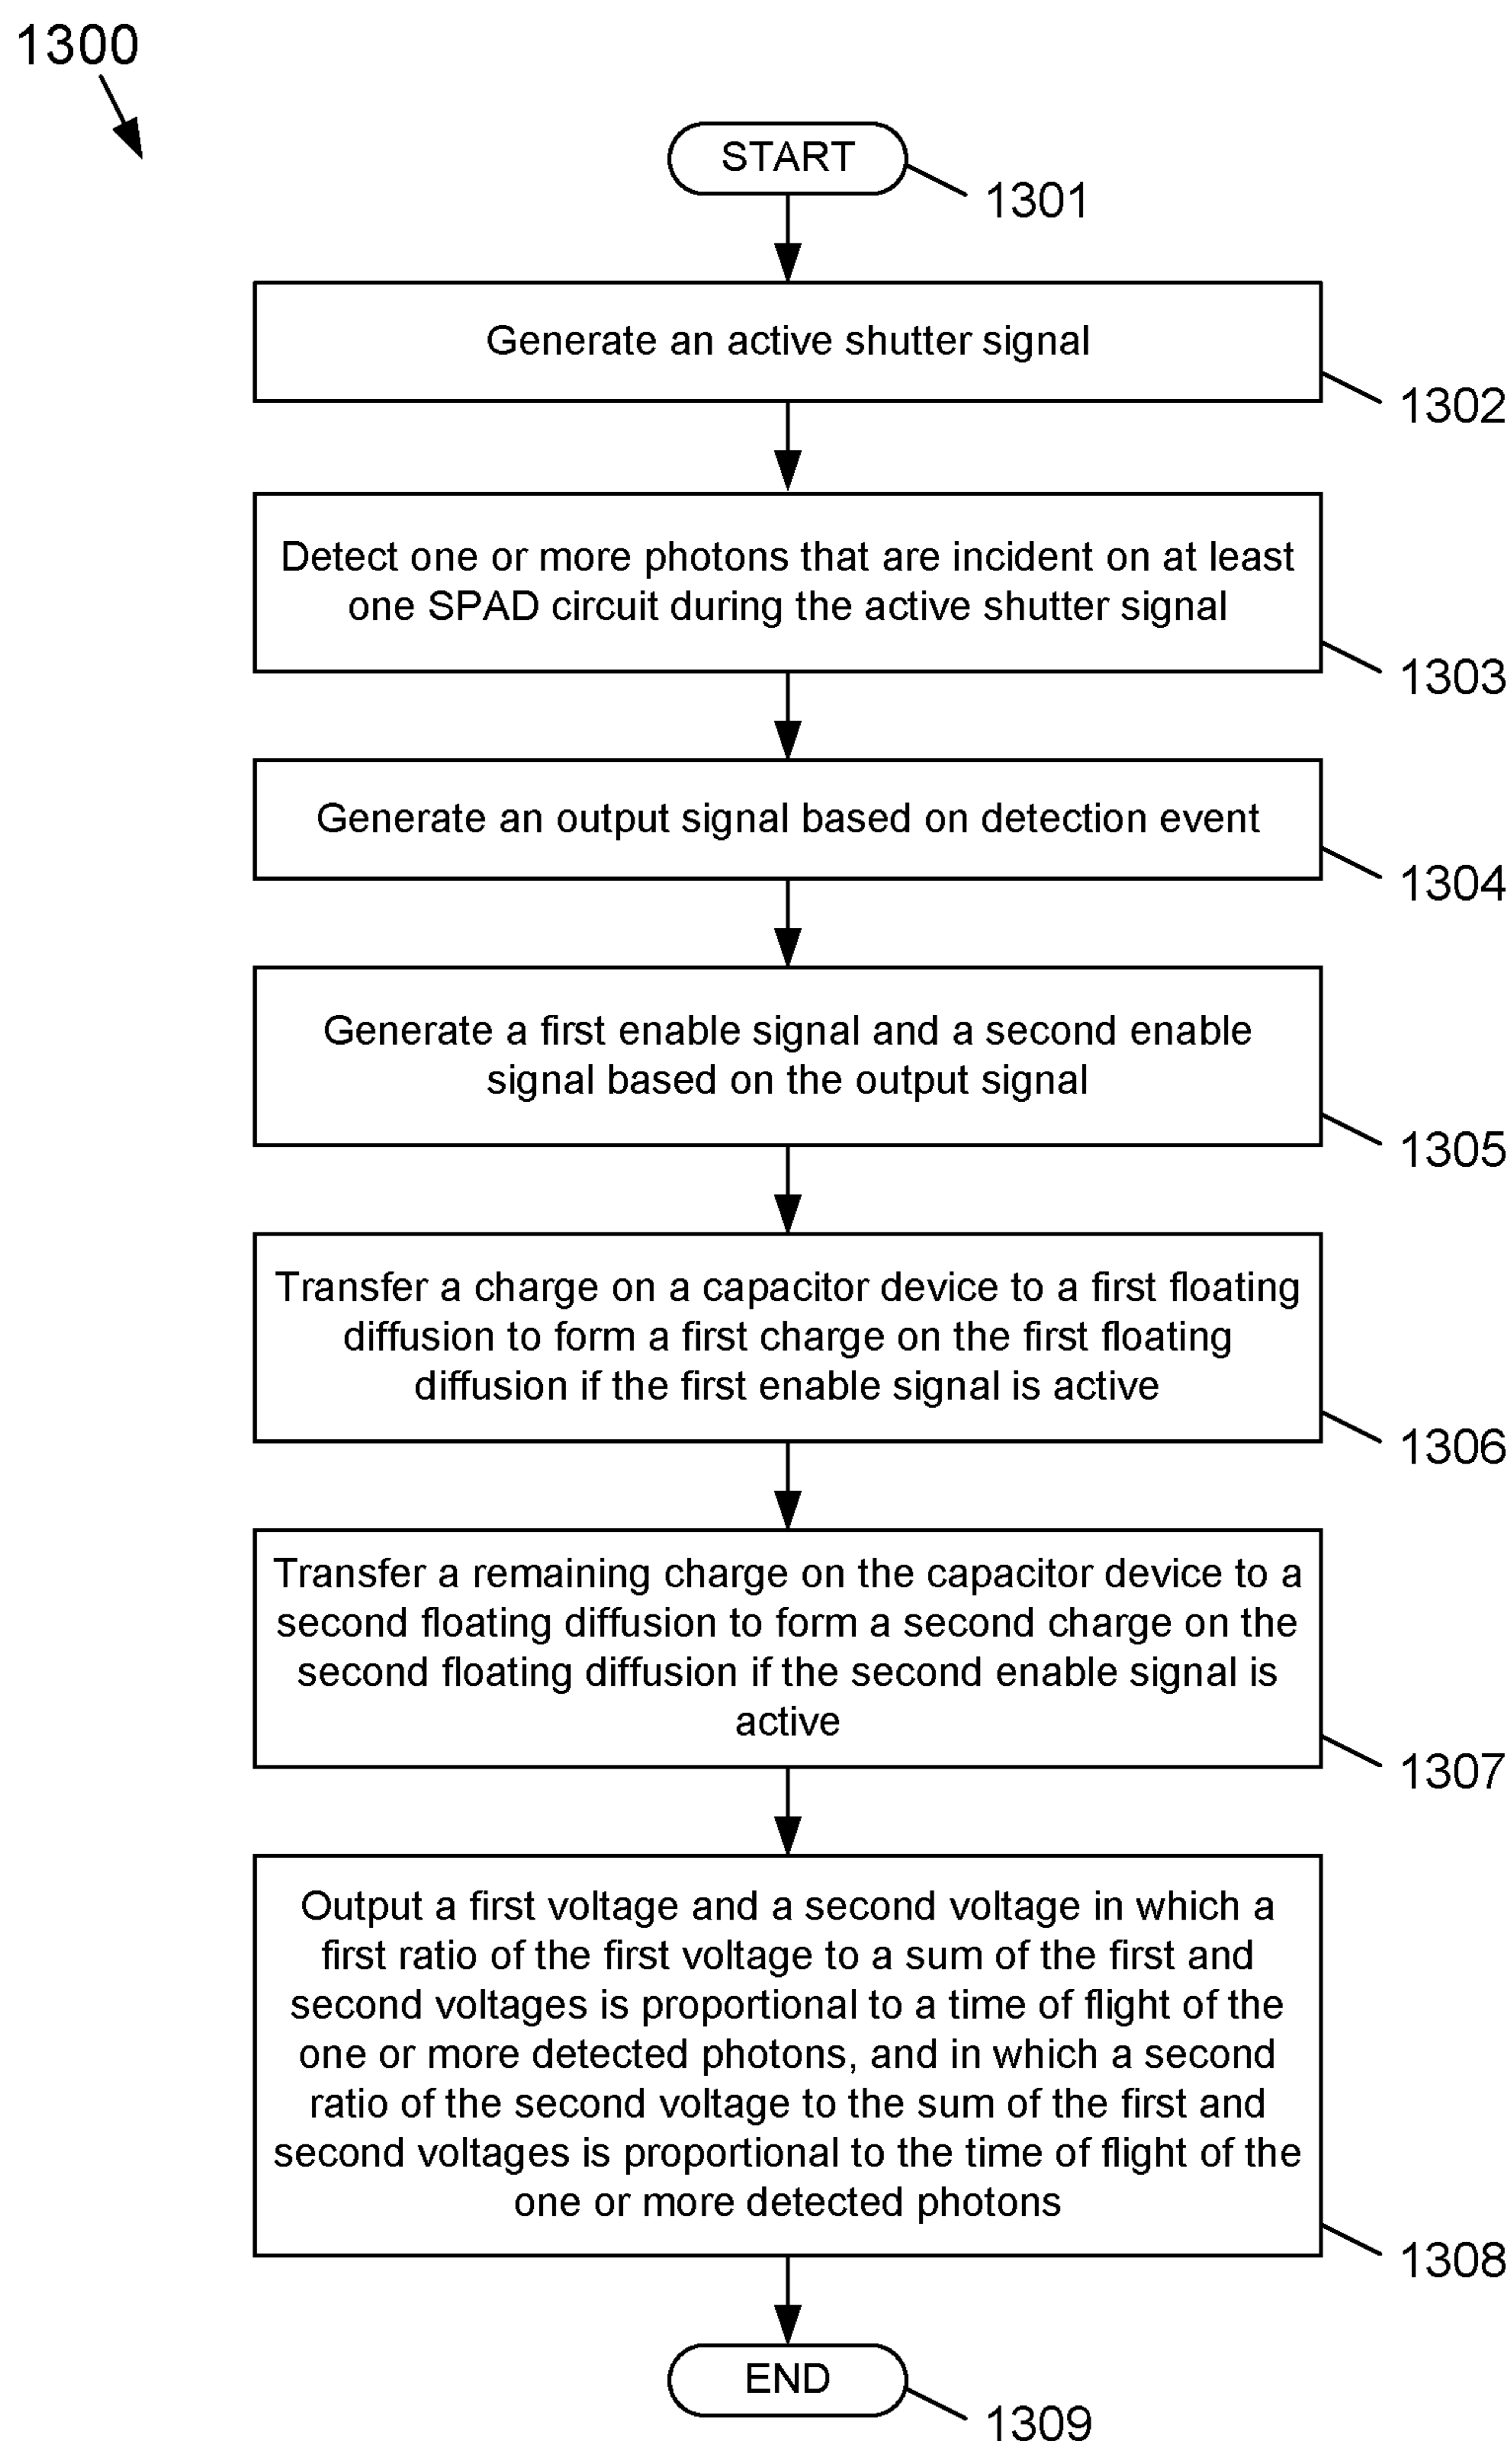 1300
START
1301
Generate an active shutter signal
1302
Detect one or more photons that are incident on at least
one SPAD circuit during the active shutter signal
1303
Generate an output signal based on detection event
1304
Generate a first enable signal and a second enable
signal based on the output signal
1305
Transfer a charge on a capacitor device to a first floating
diffusion to form a first charge on the first floating
diffusion if the first enable signal is active
1306
Transfer a remaining charge on the capacitor device to a
second floating diffusion to form a second charge on the
second floating diffusion if the second enable signal is
active
1307
Output a first voltage and a second voltage in which a
first ratio of the first voltage to a sum of the first and
second voltages is proportional to a time of flight of the
one or more detected photons, and in which a second
ratio of the second voltage to the sum of the first and
second voltages is proportional to the time of flight of the
one or more detected photons
1308
END
1309